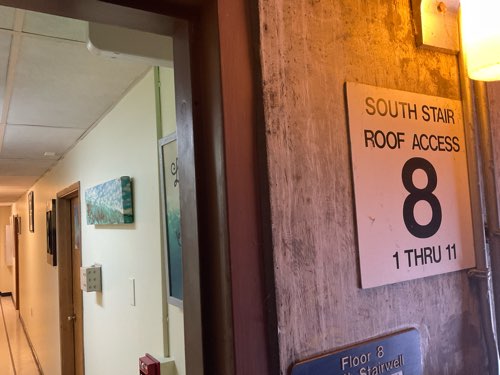 SOUTH STAIR
ROOF ACCESS
8
1 THRU 11
Floor 8
Stairwell